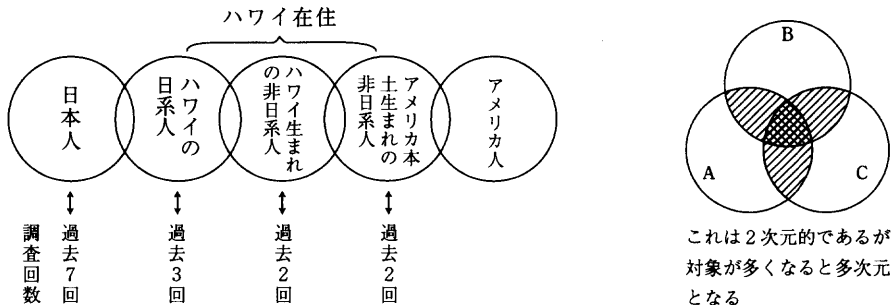 ハワイ在住
日本人
ハワイの
日系人
ハワイ生まれ
の非日系人
アメリカ本
土生まれの
非日系人
アメリカ人
調査回数
過去7回
過去3回
過去2回
過去2回
B
A
C
これは2次元的であるが
対象が多くなると多次元
となる